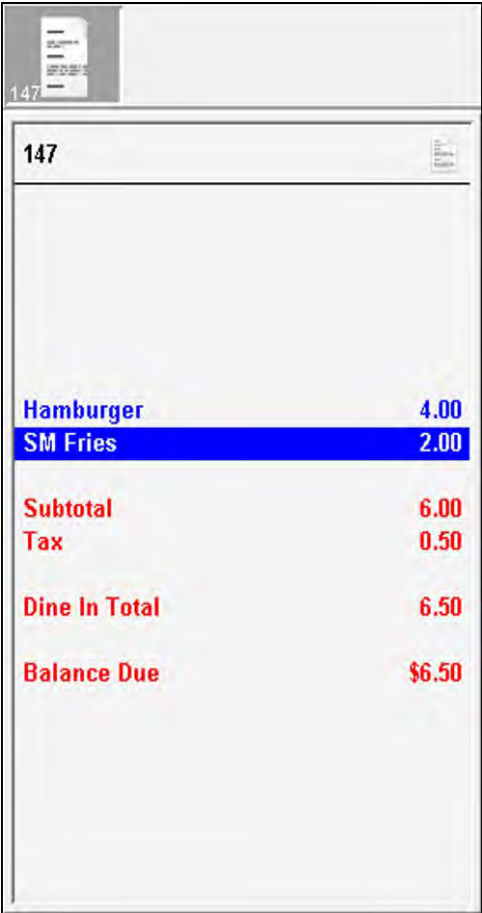 147
147
Hamburger 4.00
SM Fries 2.00
Subtotal 6.00
Tax 0.50
Dine In Total 6.50
Balance Due $6.50